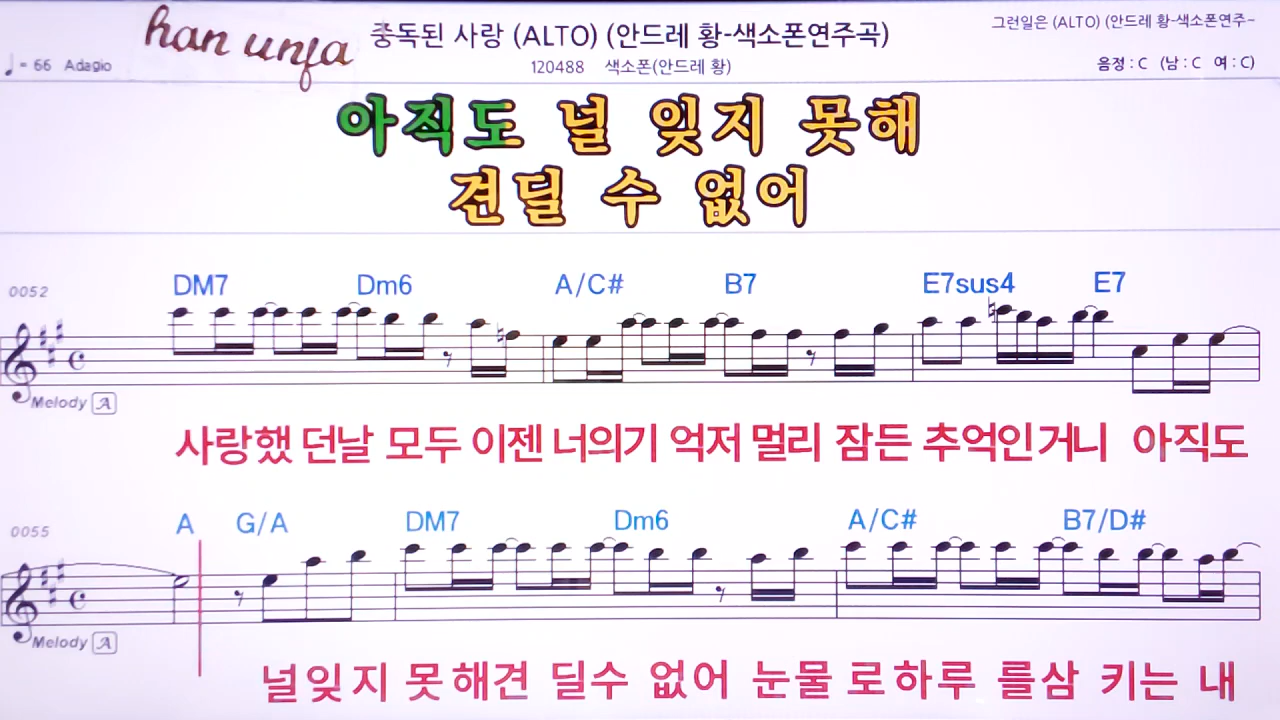 han unfa
중독된 사랑 (ALTO) (안드레 황-색소폰연주곡)
그런일은 (ALTO) (안드레 황-색소폰연주-
♩= 66 Adagio
120488 색소폰(안드레 황)
음정 : C (남 : C 여 : C)
아직도 널 잊지 못해
견딜 수 없어
0052 DM7 Dm6 A/C# B7 E7sus4 E7
Melody A
사랑했 던날 모두 이젠 너의기 억저 멀리 잠든 추억인거니 아직도
0055 A G/A DM7 Dm6 A/C# B7/D#
Melody A
널잊지 못해견 딜수 없어 눈물 로하루 를삼 키는 내